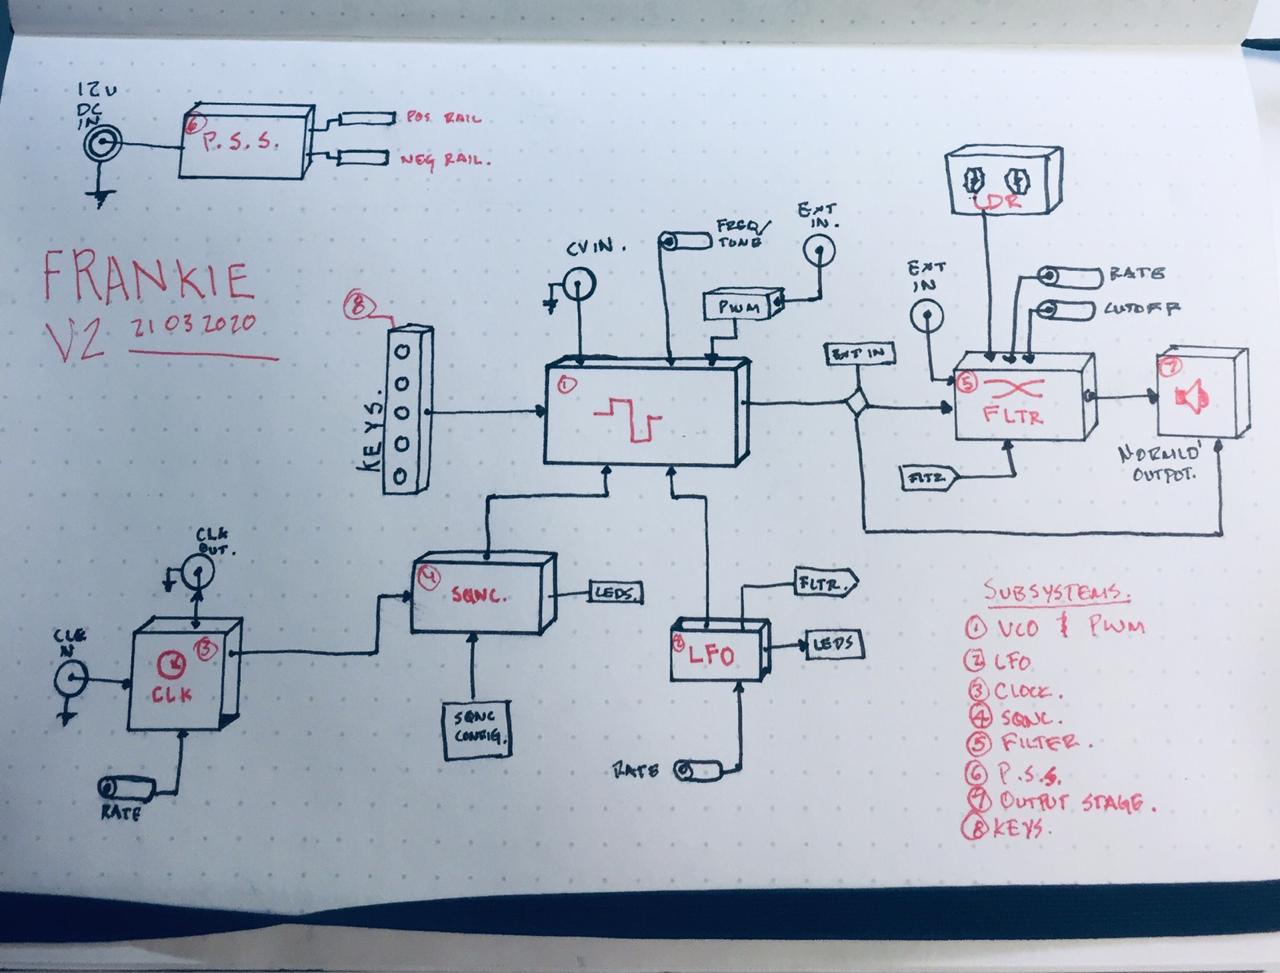 12V
DC
IN
6
P.S.S.
POS. RAIL
NEG RAIL.
FRANKIE
V2 21 03 2020
8
KEYS.
CV IN.
FREQ/
TONE
EXT
IN.
PWM
1
EXT IN
EXT
IN
LDR
RATE
CUTOFF
5
FLTR
FLTR
7
NORMLD'
OUTPUT.
CLK
OUT.
CLK
IN
3
CLK
RATE
4
SQNC.
LEDS.
SQNC
CONFIG.
FLTR.
2
LFO
LEDS
RATE
SUBSYSTEMS.
1 VCO & PWM
2 LFO
3 CLOCK.
4 SQNC.
5 FILTER.
6 P.S.S.
7 OUTPUT STAGE.
8 KEYS.